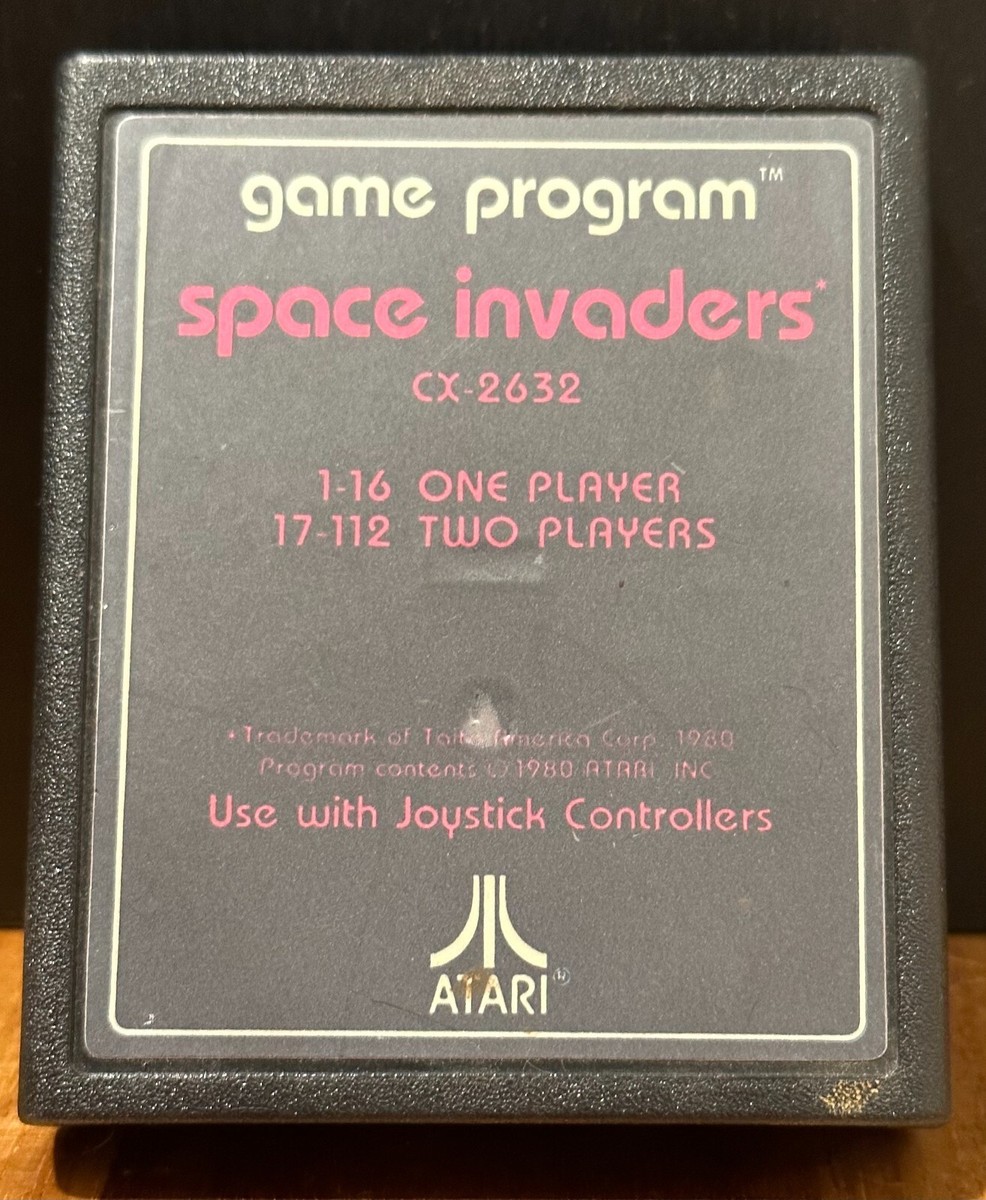 game program™
space invaders*
CX-2632
1-16 ONE PLAYER
17-112 TWO PLAYERS
*Trademark of Taito America Corp. 1980
Program contents © 1980 ATARI, INC
Use with Joystick Controllers
ATARI®